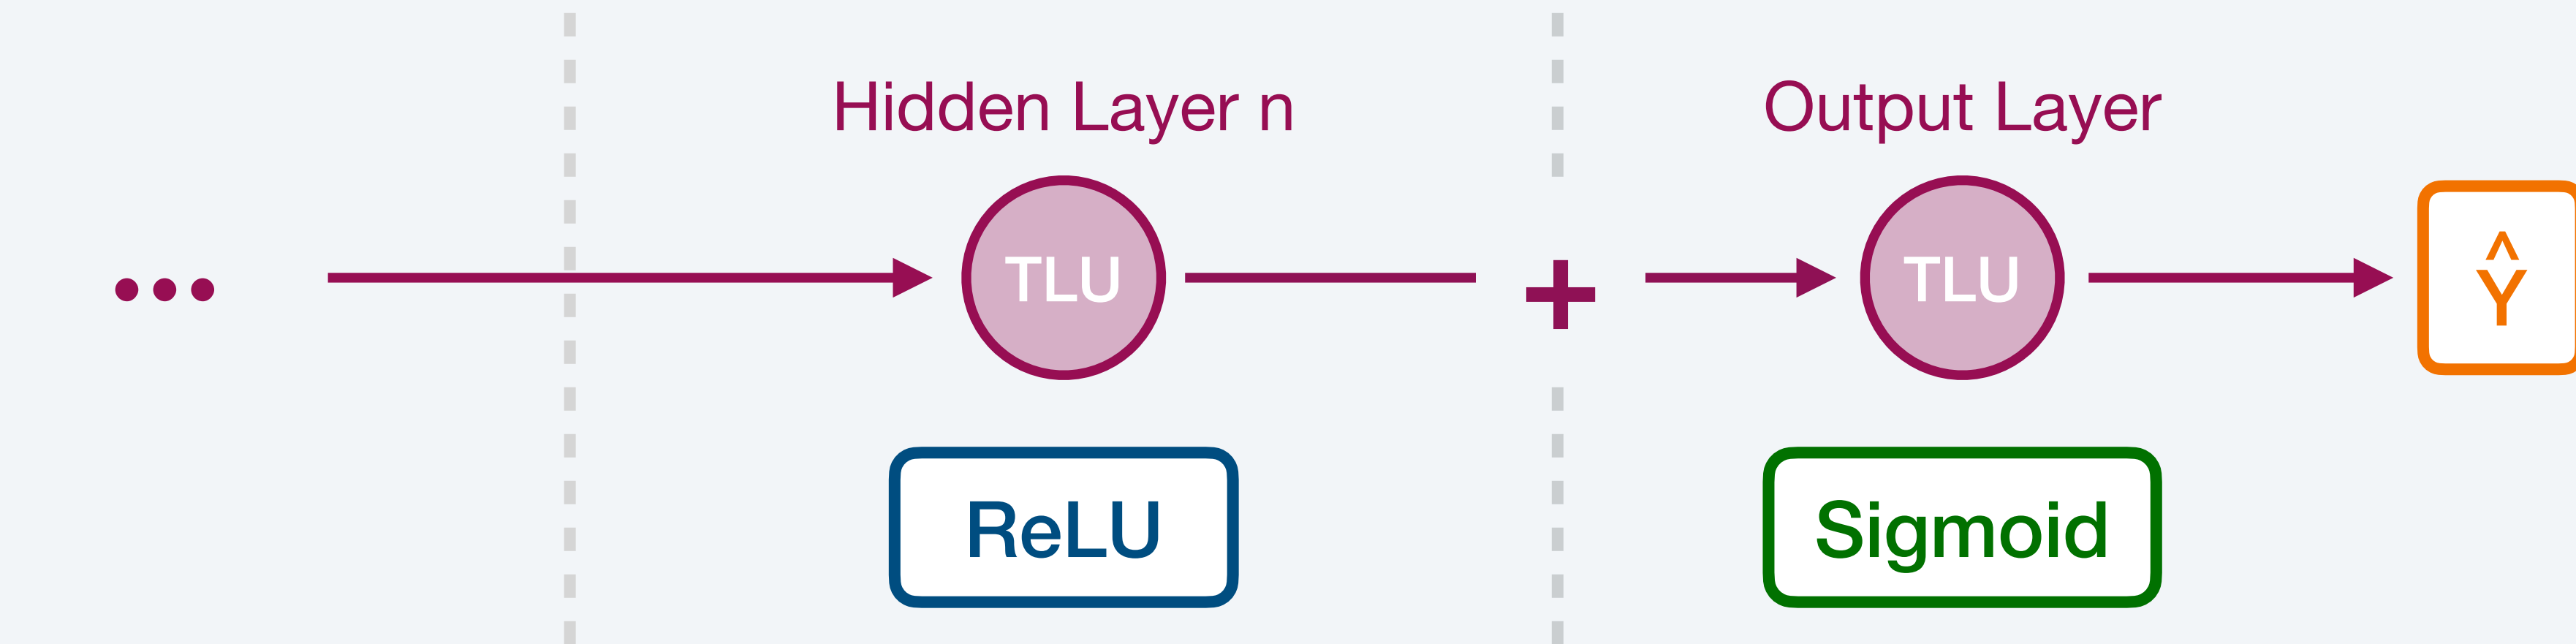 Hidden Layer n
Output Layer
...
TLU
+
TLU
Ŷ
ReLU
Sigmoid